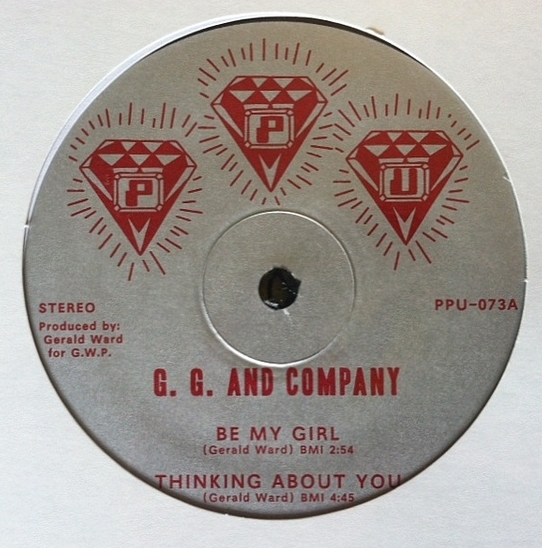 P P U
STEREO
PPU-073A
Produced by:
Gerald Ward
for G.W.P.
G. G. AND COMPANY
BE MY GIRL
(Gerald Ward) BMI 2:54
THINKING ABOUT YOU
(Gerald Ward) BMI 4:45